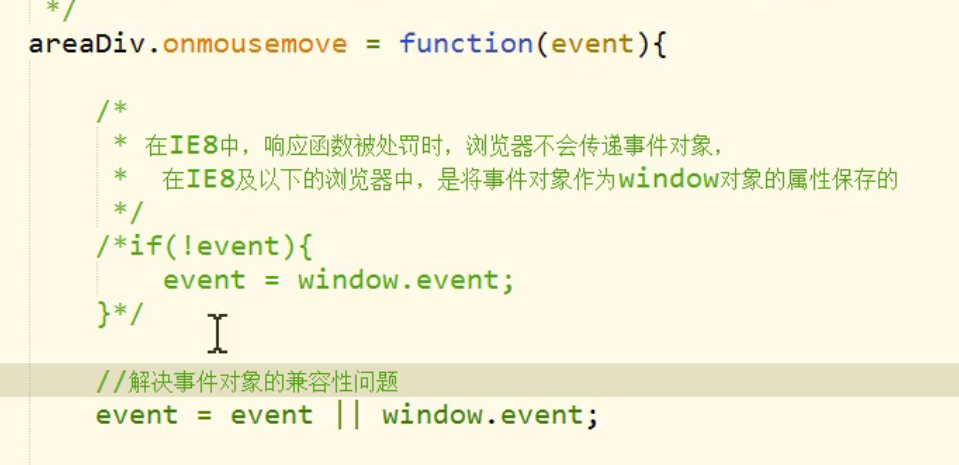 */
areaDiv.onmousemove = function(event){
/*
* 在IE8中，响应函数被处罚时，浏览器不会传递事件对象，
* 在IE8及以下的浏览器中，是将事件对象作为window对象的属性保存的
*/
/*if(!event){
event = window.event;
}*/
//解决事件对象的兼容性问题
event = event || window.event;